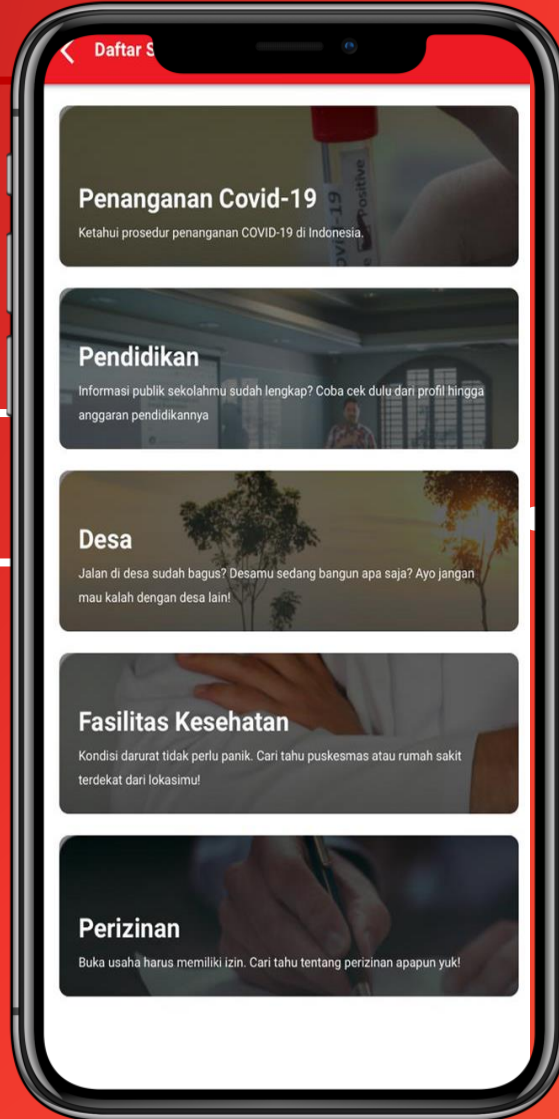 Daftar S
Penanganan Covid-19
Ketahui prosedur penanganan COVID-19 di Indonesia.
Positive
Pendidikan
Informasi publik sekolahmu sudah lengkap? Coba cek dulu dari profil hingga
anggaran pendidikannya
Desa
Jalan di desa sudah bagus? Desamu sedang bangun apa saja? Ayo jangan
mau kalah dengan desa lain!
Fasilitas Kesehatan
Kondisi darurat tidak perlu panik. Cari tahu puskesmas atau rumah sakit
terdekat dari lokasimu!
Perizinan
Buka usaha harus memiliki izin. Cari tahu tentang perizinan apapun yuk!